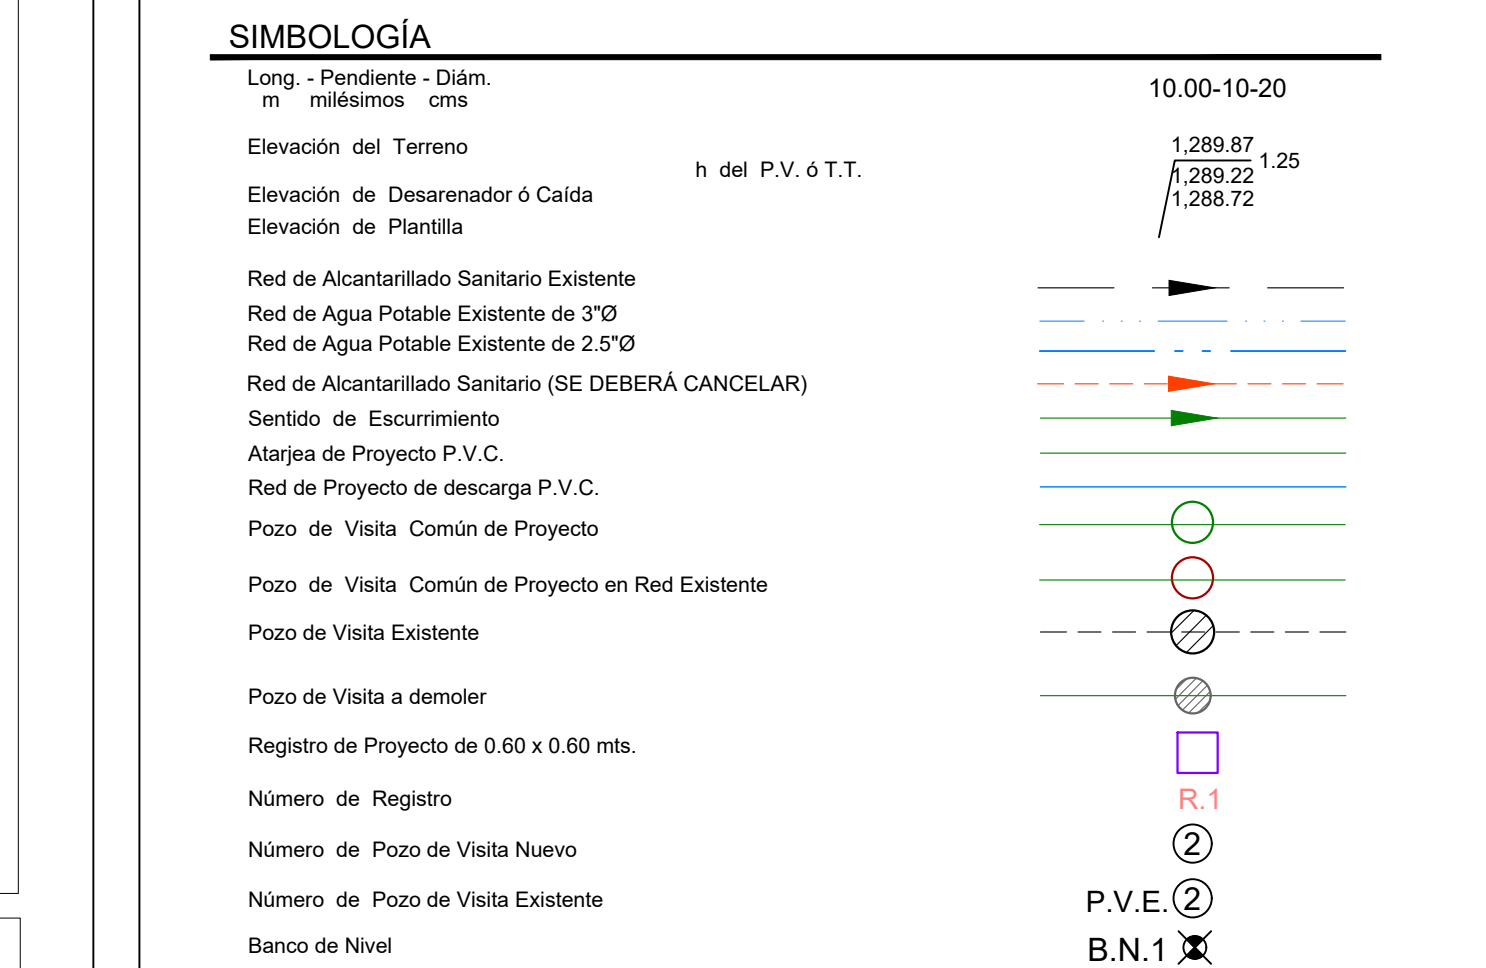 SIMBOLOGÍA
Long. - Pendiente - Diám.
m milésimos cms
10.00-10-20
Elevación del Terreno
h del P.V. ó T.T.
Elevación de Desarenador ó Caída
Elevación de Plantilla
1,289.87
1.25
1,289.22
1,288.72
Red de Alcantarillado Sanitario Existente
Red de Agua Potable Existente de 3"Ø
Red de Agua Potable Existente de 2.5"Ø
Red de Alcantarillado Sanitario (SE DEBERÁ CANCELAR)
Sentido de Escurrimiento
Atarjea de Proyecto P.V.C.
Red de Proyecto de descarga P.V.C.
Pozo de Visita Común de Proyecto
Pozo de Visita Común de Proyecto en Red Existente
Pozo de Visita Existente
Pozo de Visita a demoler
Registro de Proyecto de 0.60 x 0.60 mts.
Número de Registro R.1
Número de Pozo de Visita Nuevo 2
Número de Pozo de Visita Existente P.V.E. 2
Banco de Nivel B.N.1